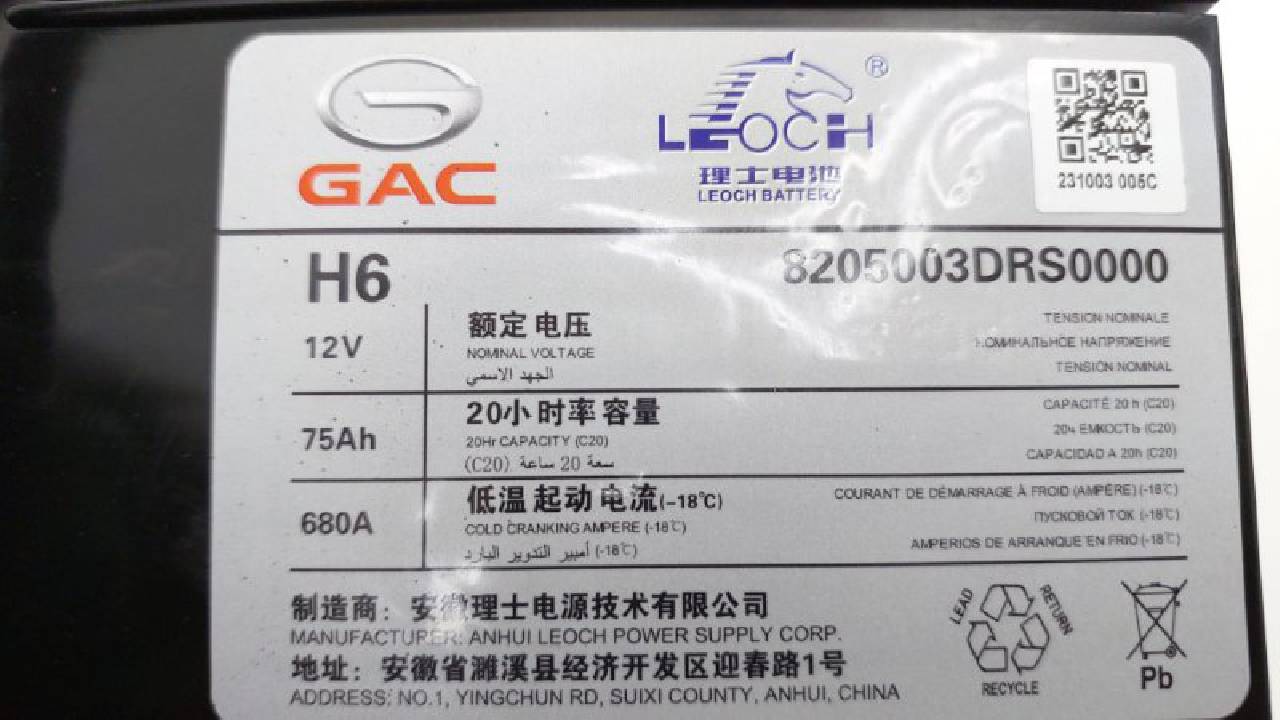 GAC
LEOCH ®
理士电池
LEOCH BATTERY
231003 005C
H6
8205003DRS0000
12V
额定电压
NOMINAL VOLTAGE
الجهد الاسمي
TENSION NOMINALE
НОМИНАЛЬНОЕ НАПРЯЖЕНИЕ
TENSIÓN NOMINAL
75Ah
20小时率容量
20Hr CAPACITY (C20)
سعة 20 ساعة (C20)
CAPACITÉ 20 h (C20)
20ч ЕМКОСТЬ (C20)
CAPACIDAD A 20h (C20)
680A
低温起动电流(-18℃)
COLD CRANKING AMPERE (-18℃)
أمبير التدوير البارد (-18℃)
COURANT DE DÉMARRAGE À FROID (AMPÈRE) (-18℃)
ПУСКОВОЙ ТОК (-18℃)
AMPERIOS DE ARRANQUE EN FRIO (-18℃)
制造商：安徽理士电源技术有限公司
MANUFACTURER: ANHUI LEOCH POWER SUPPLY CORP.
地址：安徽省濉溪县经济开发区迎春路1号
ADDRESS: NO.1, YINGCHUN RD, SUIXI COUNTY, ANHUI, CHINA
LEAD
RETURN
RECYCLE
Pb